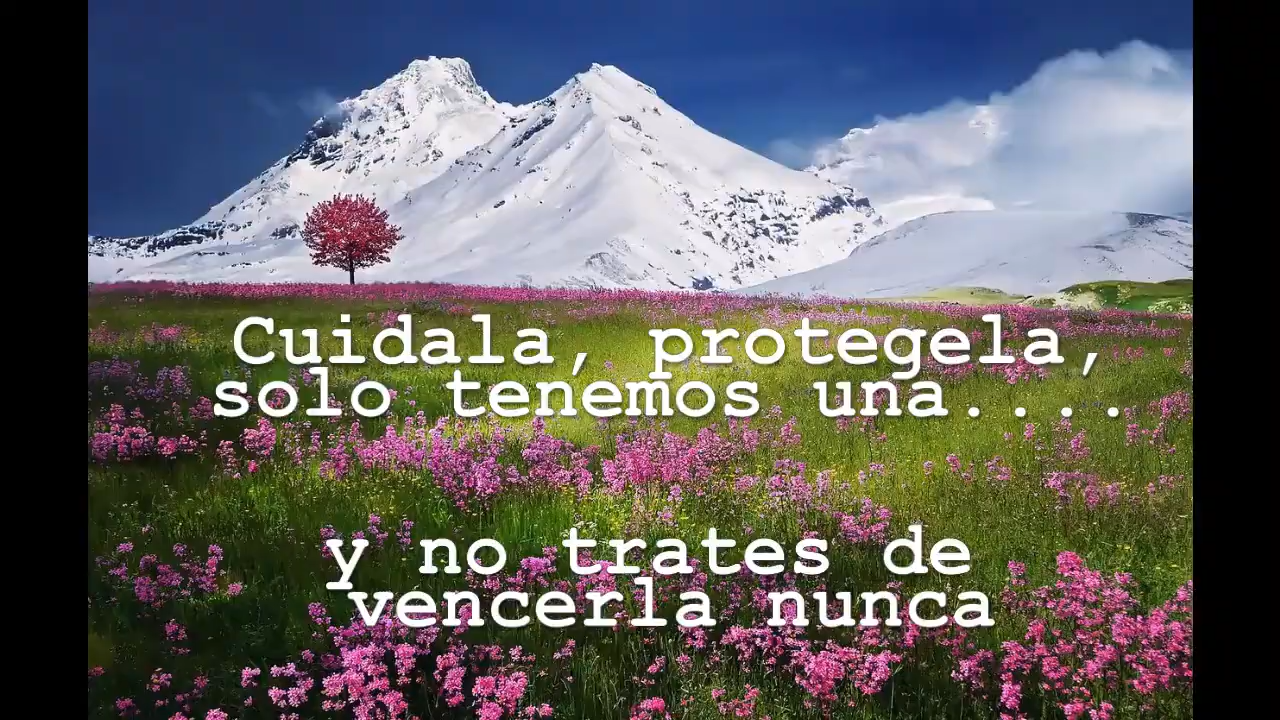 Cuidala, protegela,
solo tenemos una....
y no trates de
vencerla nunca